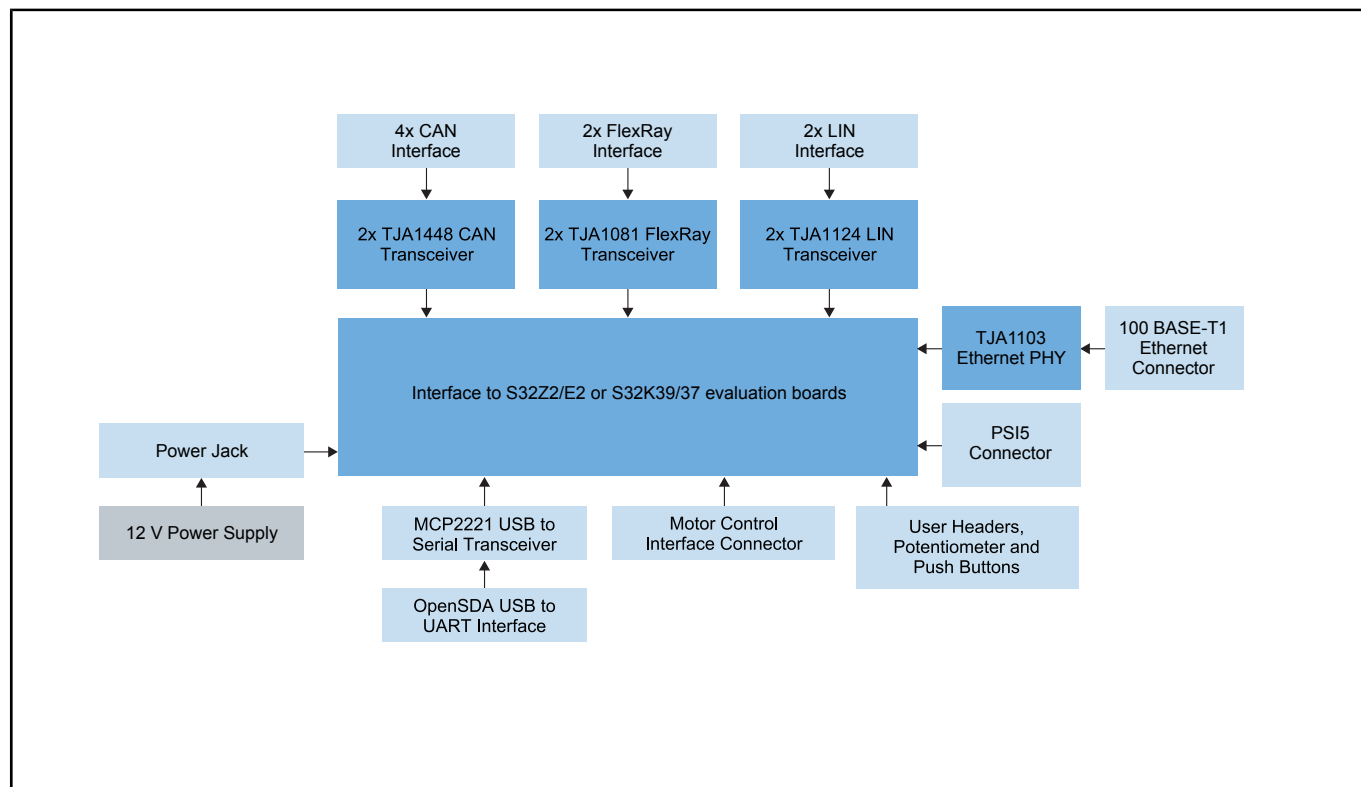 4x CAN
Interface
2x FlexRay
Interface
2x LIN
Interface
2x TJA1448 CAN
Transceiver
2x TJA1081 FlexRay
Transceiver
2x TJA1124 LIN
Transceiver
TJA1103
Ethernet PHY
100 BASE-T1
Ethernet
Connector
Interface to S32Z2/E2 or S32K39/37 evaluation boards
PSI5
Connector
Power Jack
12 V Power Supply
MCP2221 USB to
Serial Transceiver
Motor Control
Interface Connector
User Headers,
Potentiometer and
Push Buttons
OpenSDA USB to
UART Interface